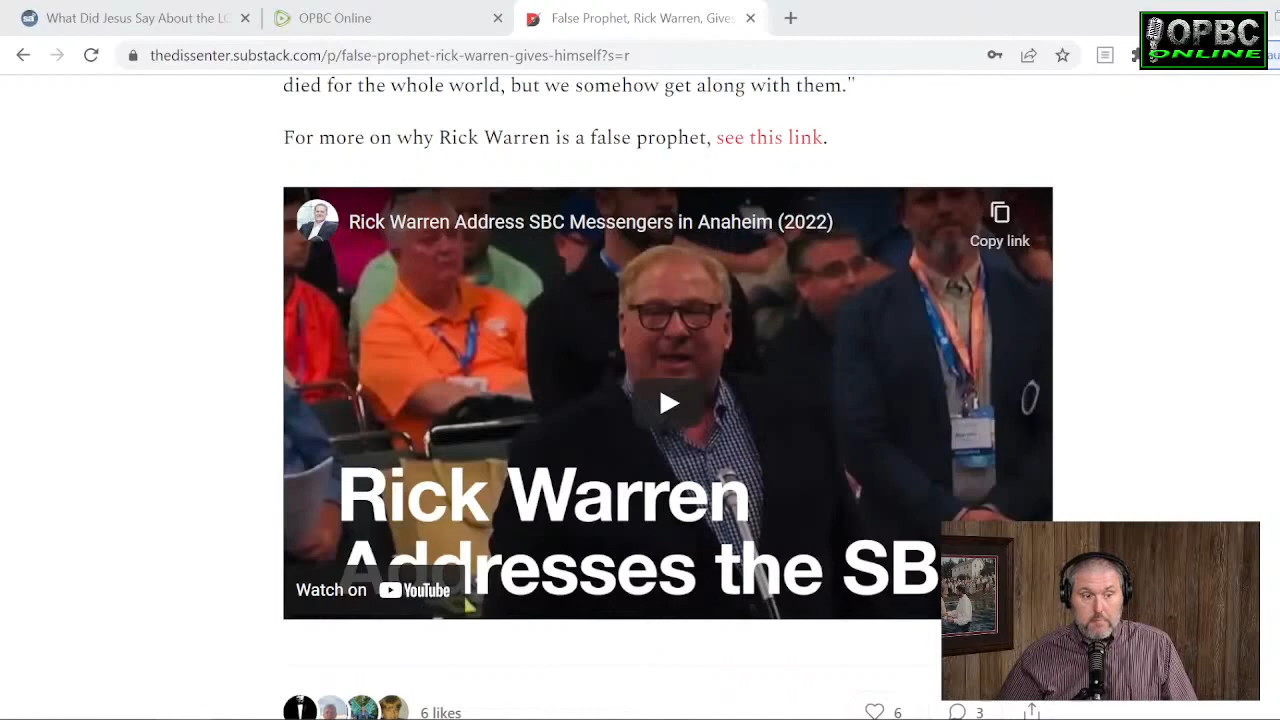 What Did Jesus Say About the LC
OPBC Online
False Prophet, Rick Warren, Gives
OPBC
ONLINE
thedissenter.substack.com/p/false-prophet-r
gives-himself?s=r
died for the whole world, but we somehow get along with them."
For more on why Rick Warren is a false prophet, see this link.
Rick Warren Address SBC Messengers in Anaheim (2022)
Copy link
Rick Warren
Addresses the SB
Watch on YouTube
6 likes
6
3